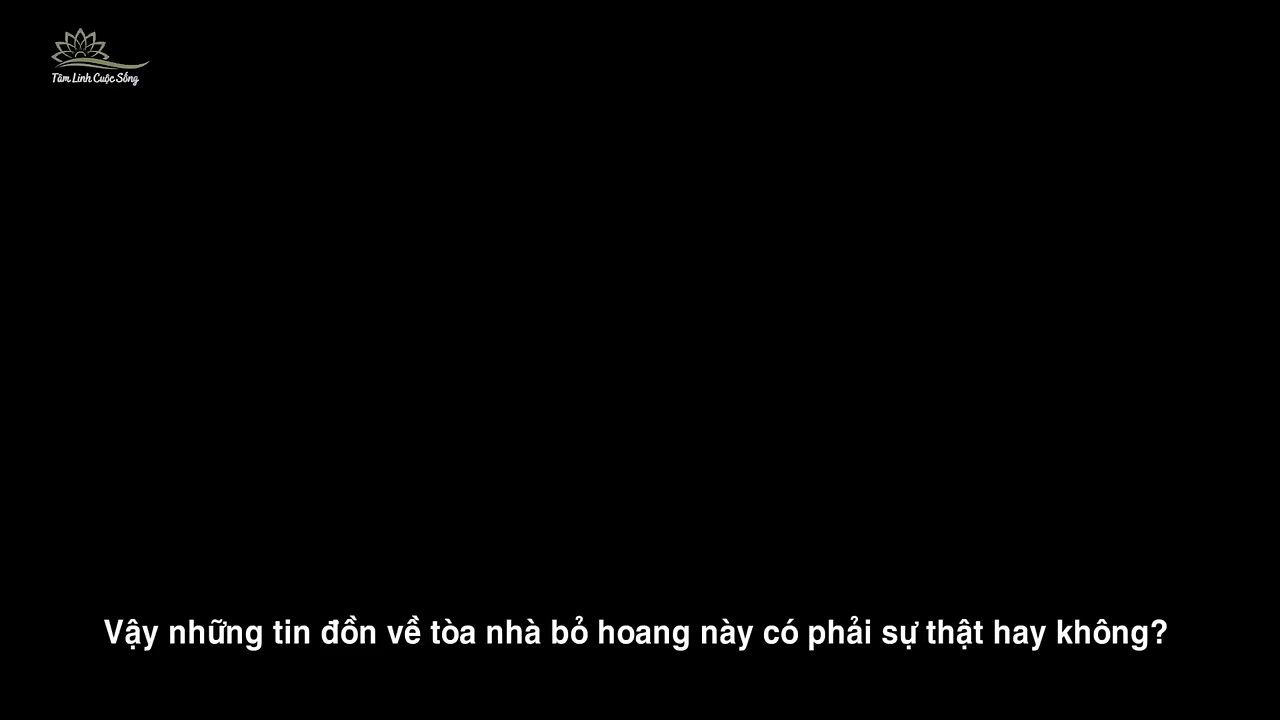 Tâm Linh Cuộc Sống
Vậy những tin đồn về tòa nhà bỏ hoang này có phải sự thật hay không?